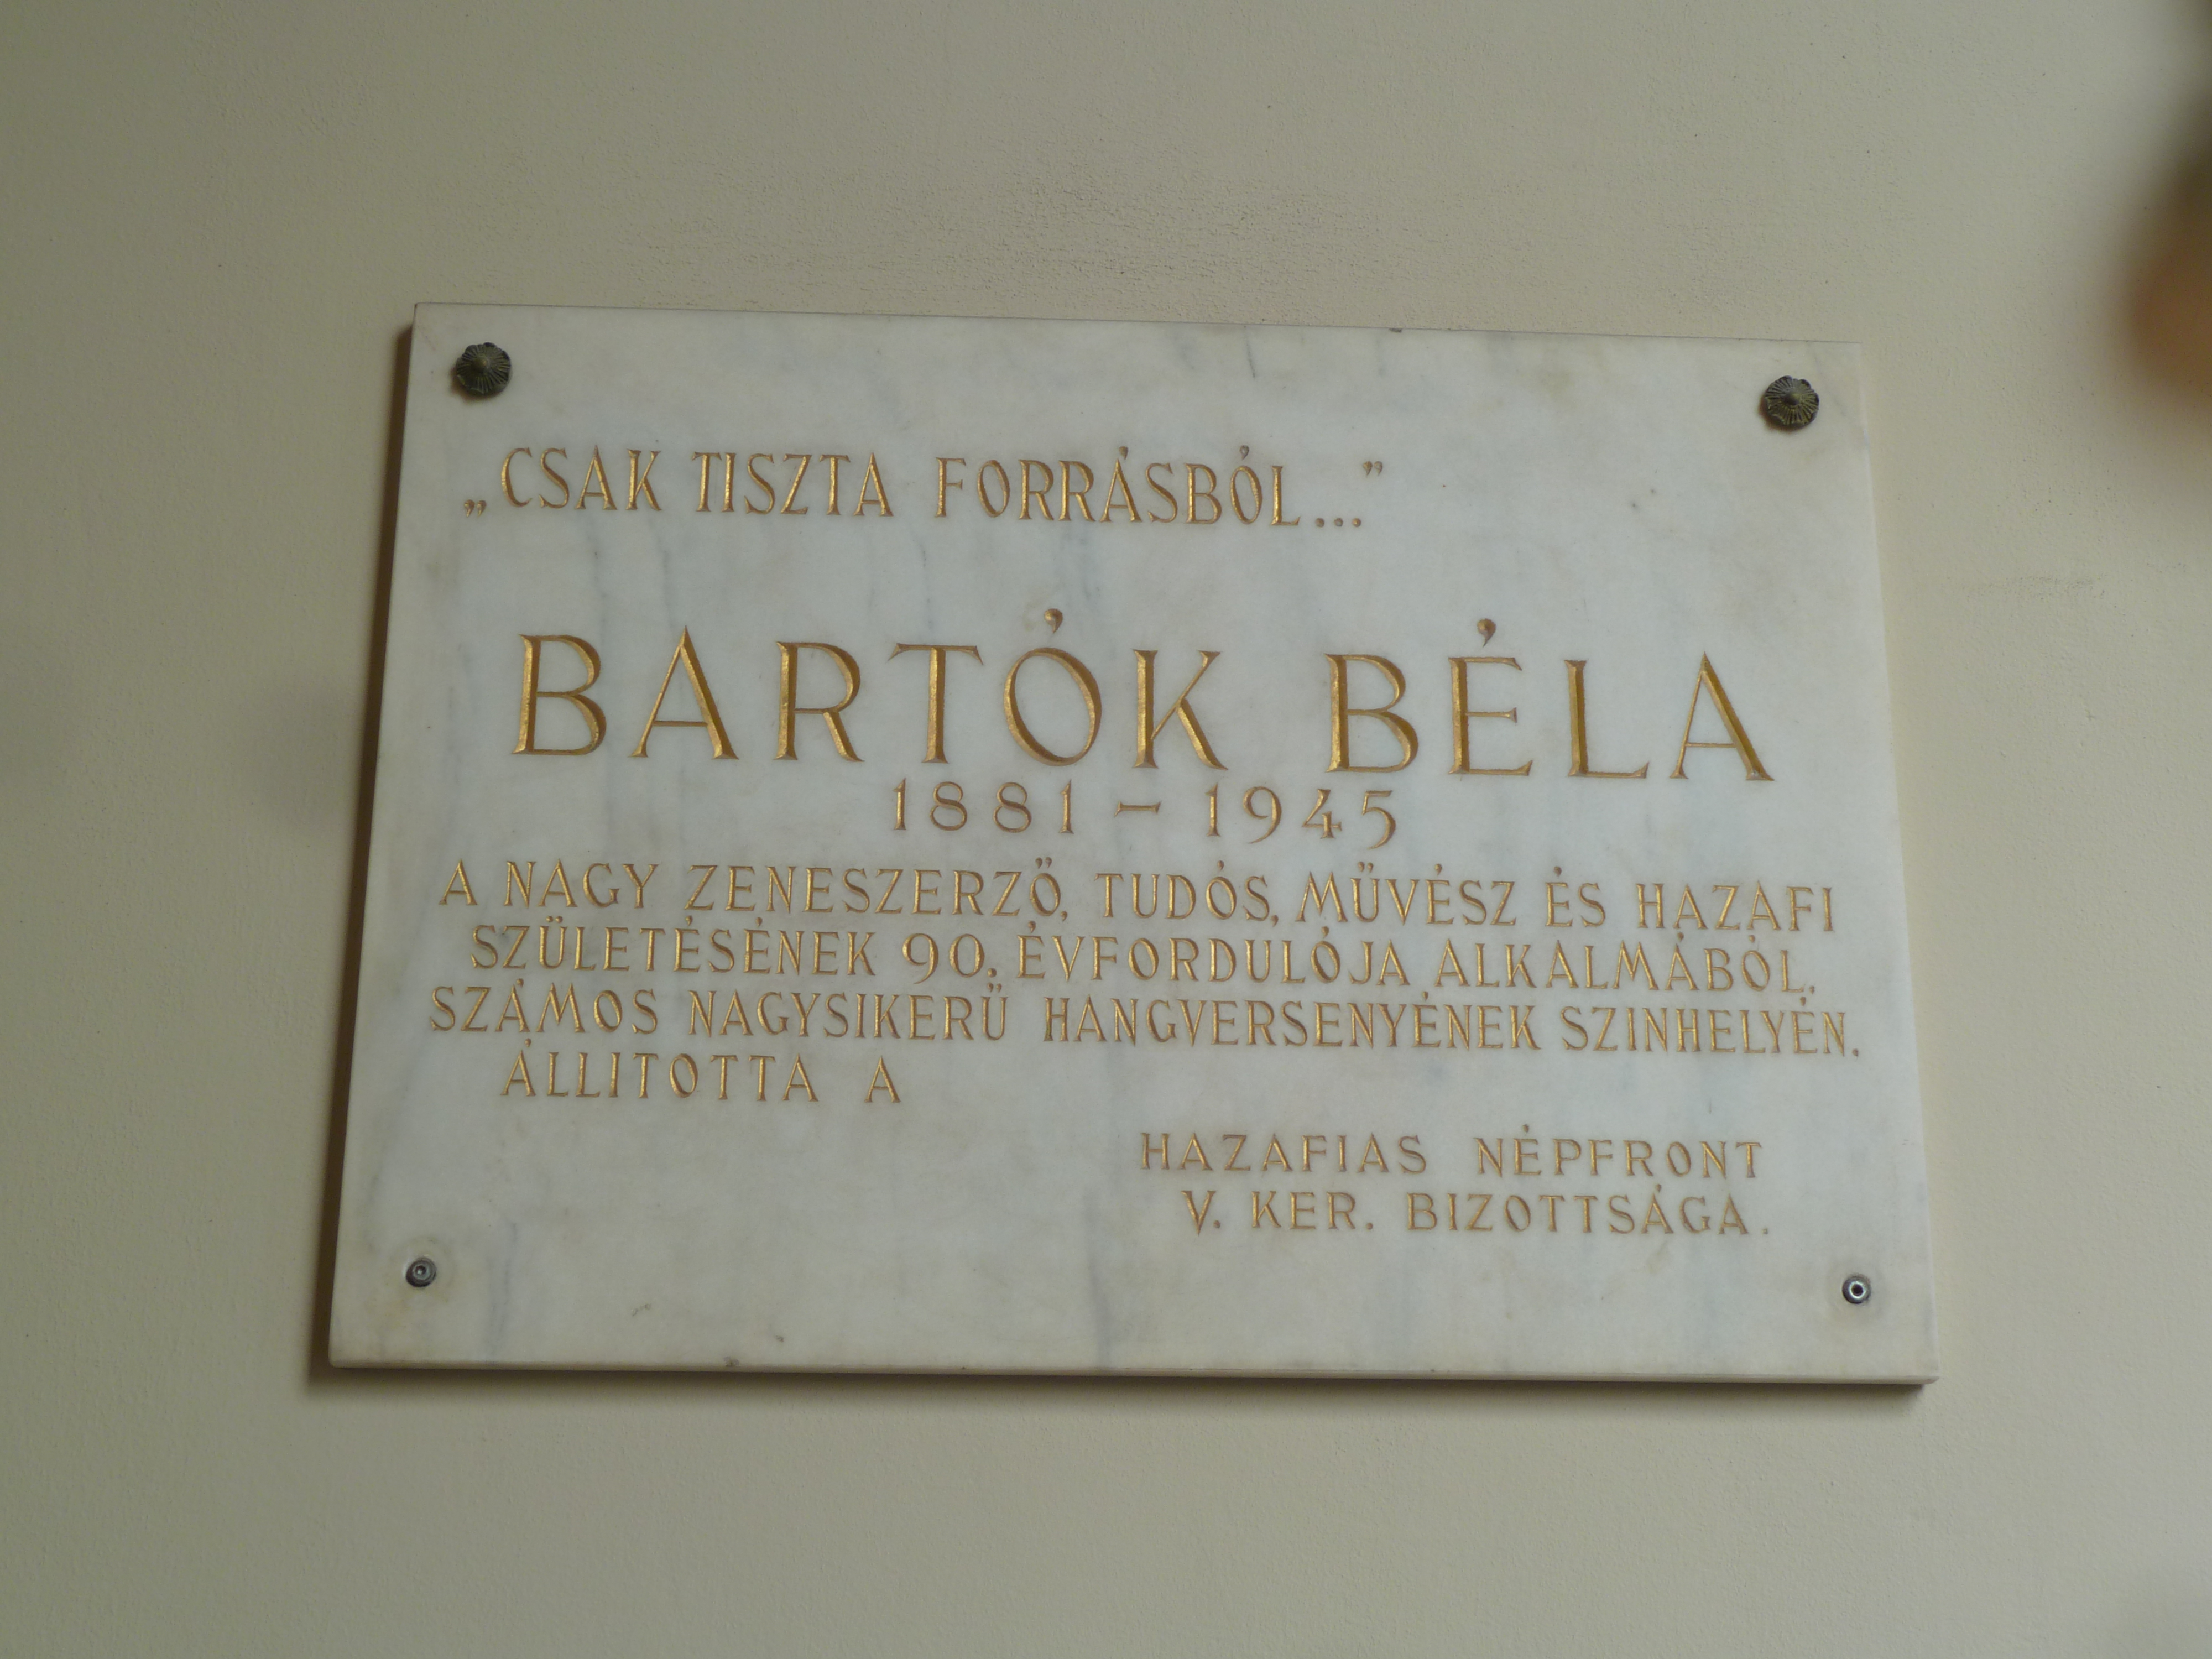 „CSAK TISZTA FORRÁSBÓL..."
BARTÓK BÉLA
1881 – 1945
A NAGY ZENESZERZŐ, TUDÓS, MŰVÉSZ ÉS HAZAFI
SZÜLETÉSÉNEK 90. ÉVFORDULÓJA ALKALMÁBÓL.
SZÁMOS NAGYSIKERŰ HANGVERSENYÉNEK SZINHELYÉN.
ÁLLITOTTA A
HAZAFIAS NÉPFRONT
V. KER. BIZOTTSÁGA.